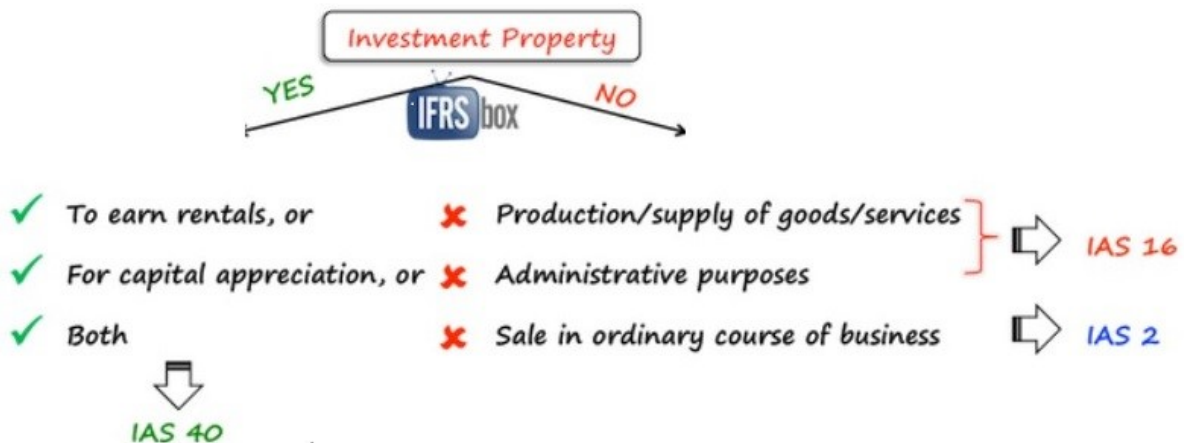 Investment Property
YES
NO
IFRS box
To earn rentals, or
Production/supply of goods/services
IAS 16
For capital appreciation, or
Administrative purposes
Both
Sale in ordinary course of business
IAS 2
IAS 40